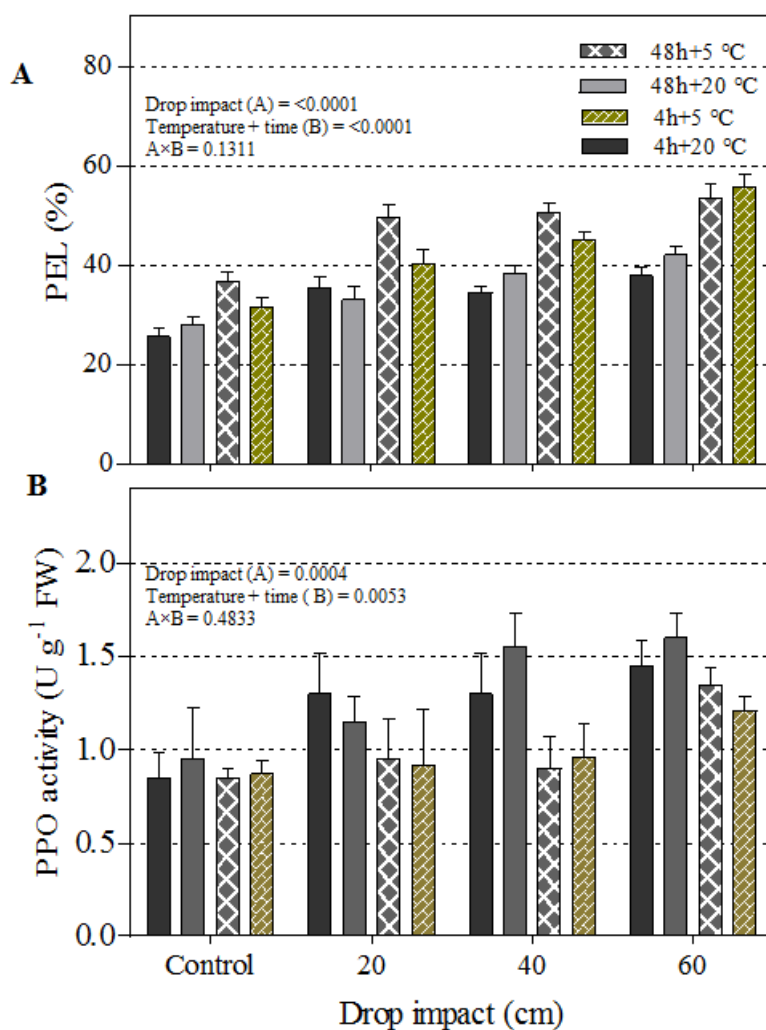 A
80
60
40
20
0
PEL (%)
48h+5 °C
48h+20 °C
4h+5 °C
4h+20 °C
Drop impact (A) = <0.0001
Temperature + time (B) = <0.0001
A×B = 0.1311
B
2.0
1.5
1.0
0.5
0.0
PPO activity (U g⁻¹ FW)
Drop impact (A) = 0.0004
Temperature + time ( B) = 0.0053
A×B = 0.4833
Control 20 40 60
Drop impact (cm)